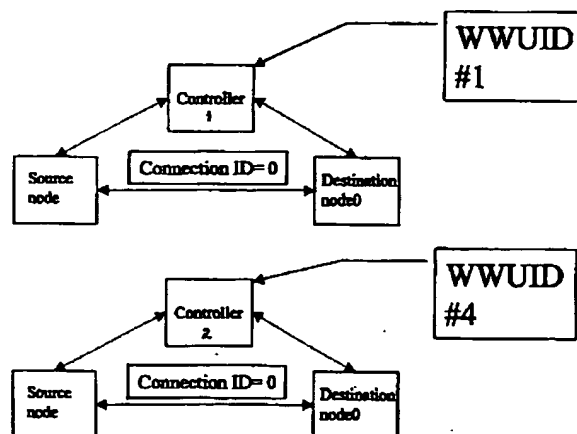 WWUID
#1
Controller
1
Connection ID= 0
Source
node
Destination
node0
WWUID
#4
Controller
2
Connection ID= 0
Source
node
Destination
node0